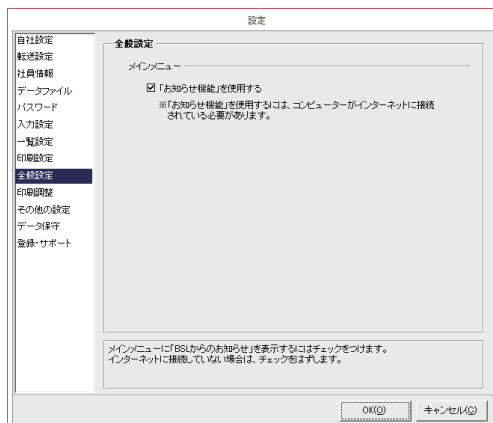 設定
自社設定
転送設定
社員情報
データファイル
パスワード
入力設定
一覧設定
印刷設定
全般設定
印刷調整
その他の設定
データ保守
登録・サポート
全般設定
メインメニュー
「お知らせ機能」を使用する
※「お知らせ機能」を使用するには、コンピューターがインターネットに接続
されている必要があります。
メインメニューに「BSLからのお知らせ」を表示するにはチェックをつけます。
インターネットに接続していない場合は、チェックをはずします。
OK(O)
キャンセル(C)